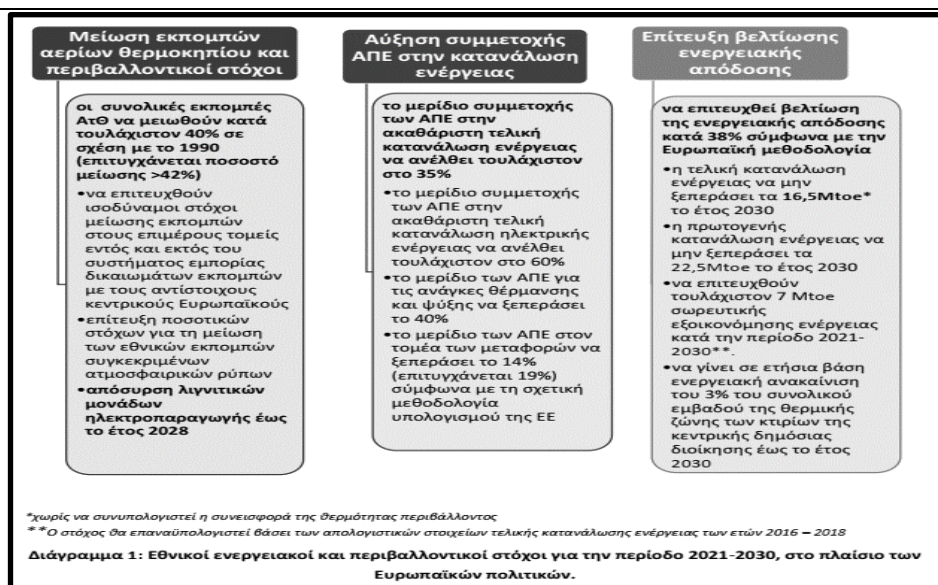 Μείωση εκπομπών
αερίων θερμοκηπίου και
περιβαλλοντικοί στόχοι
οι συνολικές εκπομπές
ΑτΘ να μειωθούν κατά
τουλάχιστον 40% σε
σχέση με το 1990
(επιτυγχάνεται ποσοστό
μείωσης >42%)
•να επιτευχθούν
ισοδύναμοι στόχοι
μείωσης εκπομπών
στους επιμέρους τομείς
εντός και εκτός του
συστήματος εμπορίας
δικαιωμάτων εκπομπών
με τους αντίστοιχους
κεντρικούς Ευρωπαϊκούς
•επίτευξη ποσοτικών
στόχων για τη μείωση
των εθνικών εκπομπών
συγκεκριμένων
ατμοσφαιρικών ρύπων
•απόσυρση λιγνιτικών
μονάδων
ηλεκτροπαραγωγής έως
το έτος 2028
Αύξηση συμμετοχής
ΑΠΕ στην κατανάλωση
ενέργειας
το μερίδιο συμμετοχής
των ΑΠΕ στην
ακαθάριστη τελική
κατανάλωση ενέργειας
να ανέλθει τουλάχιστον
στο 35%
•το μερίδιο συμμετοχής
των ΑΠΕ στην
ακαθάριστη τελική
κατανάλωση ηλεκτρικής
ενέργειας να ανέλθει
τουλάχιστον στο 60%
•το μερίδιο των ΑΠΕ για
τις ανάγκες θέρμανσης
και ψύξης να ξεπεράσει
το 40%
•το μερίδιο των ΑΠΕ στον
τομέα των μεταφορών να
ξεπεράσει το 14%
(επιτυγχάνεται 19%)
σύμφωνα με τη σχετική
μεθοδολογία
υπολογισμού της ΕΕ
Επίτευξη βελτίωσης
ενεργειακής
απόδοσης
να επιτευχθεί βελτίωση
της ενεργειακής απόδοσης
κατά 38% σύμφωνα με την
Ευρωπαϊκή μεθοδολογία
•η τελική κατανάλωση
ενέργειας να μην
ξεπεράσει τα 16,5Mtoe*
το έτος 2030
•η πρωτογενής
κατανάλωση ενέργειας να
μην ξεπεράσει τα
22,5Mtoe το έτος 2030
•να επιτευχθούν
τουλάχιστον 7 Mtoe
σωρευτικής
εξοικονόμησης ενέργειας
κατά την περίοδο 2021-
2030**.
•να γίνει σε ετήσια βάση
ενεργειακή ανακαίνιση
του 3% του συνολικού
εμβαδού της θερμικής
ζώνης των κτιρίων της
κεντρικής δημόσιας
διοίκησης έως το έτος
2030
*χωρίς να συνυπολογιστεί η συνεισφορά της θερμότητας περιβάλλοντος
**Ο στόχος θα επαναϋπολογιστεί βάσει των απολογιστικών στοιχείων τελικής κατανάλωσης ενέργειας των ετών 2016 – 2018
Διάγραμμα 1: Εθνικοί ενεργειακοί και περιβαλλοντικοί στόχοι για την περίοδο 2021-2030, στο πλαίσιο των
Ευρωπαϊκών πολιτικών.